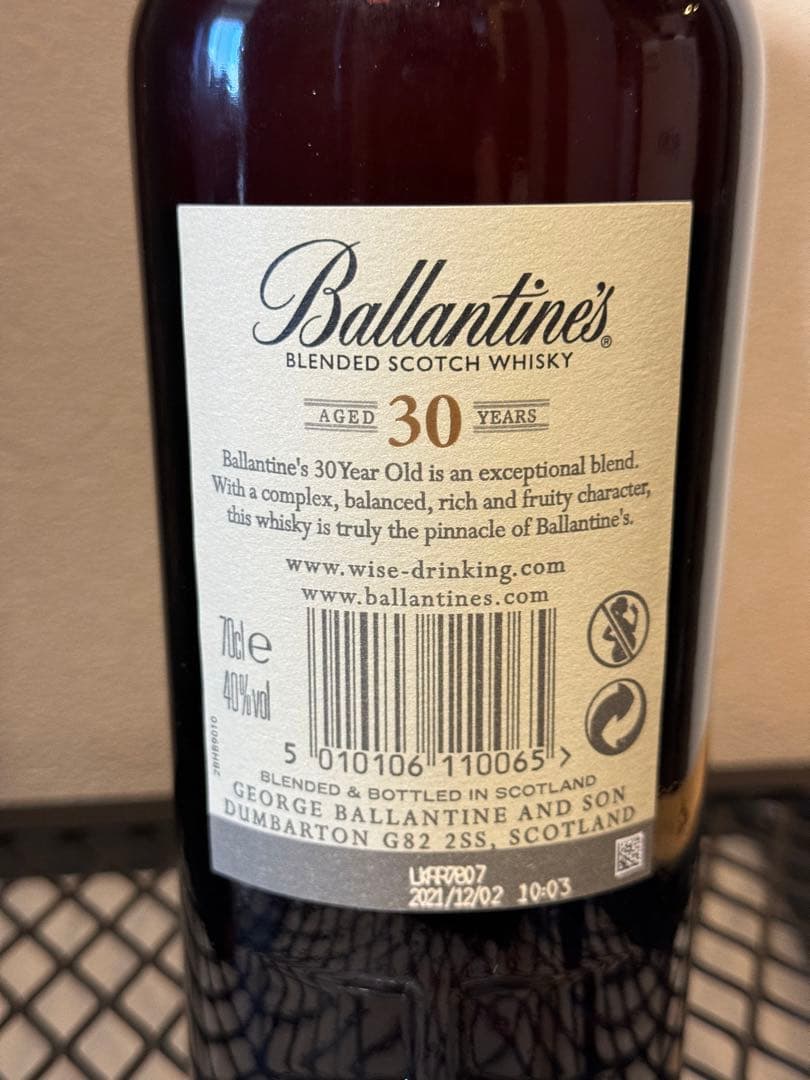 Ballantine's®
BLENDED SCOTCH WHISKY
AGED 30 YEARS
Ballantine's 30 Year Old is an exceptional blend.
With a complex, balanced, rich and fruity character,
this whisky is truly the pinnacle of Ballantine's.
www.wise-drinking.com
www.ballantines.com
70cl e
40%vol
2BHB9010
5 010106 110065 >
BLENDED & BOTTLED IN SCOTLAND
GEORGE BALLANTINE AND SON
DUMBARTON G82 2SS, SCOTLAND
2021/12/02 10:03